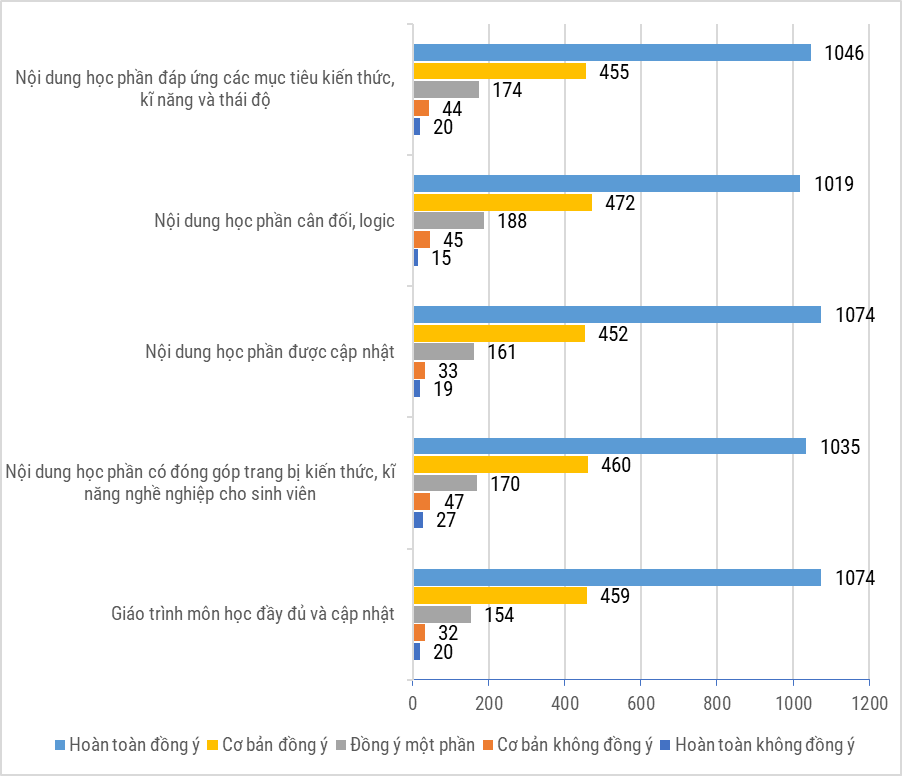 1046
Nội dung học phần đáp ứng các mục tiêu kiến thức,
kĩ năng và thái độ
455
174
44
20
1019
Nội dung học phần cân đối, logic
472
188
45
15
1074
Nội dung học phần được cập nhật
452
161
33
19
1035
Nội dung học phần có đóng góp trang bị kiến thức, kĩ
năng nghề nghiệp cho sinh viên
460
170
47
27
1074
Giáo trình môn học đầy đủ và cập nhật
459
154
32
20
0 200 400 600 800 1000 1200
Hoàn toàn đồng ý Cơ bản đồng ý Đồng ý một phần Cơ bản không đồng ý Hoàn toàn không đồng ý